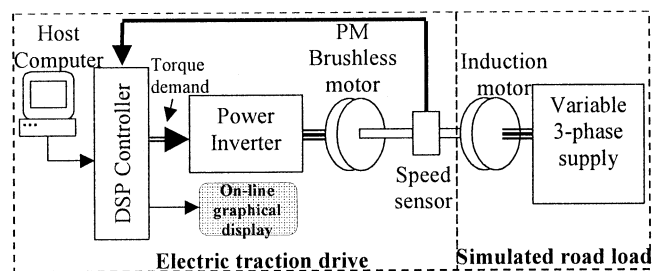 Host
Computer
DSP Controller
Torque
demand
Power
Inverter
On-line
graphical
display
PM
Brushless
motor
Speed
sensor
Induction
motor
Variable
3-phase
supply
Electric traction drive
Simulated road load